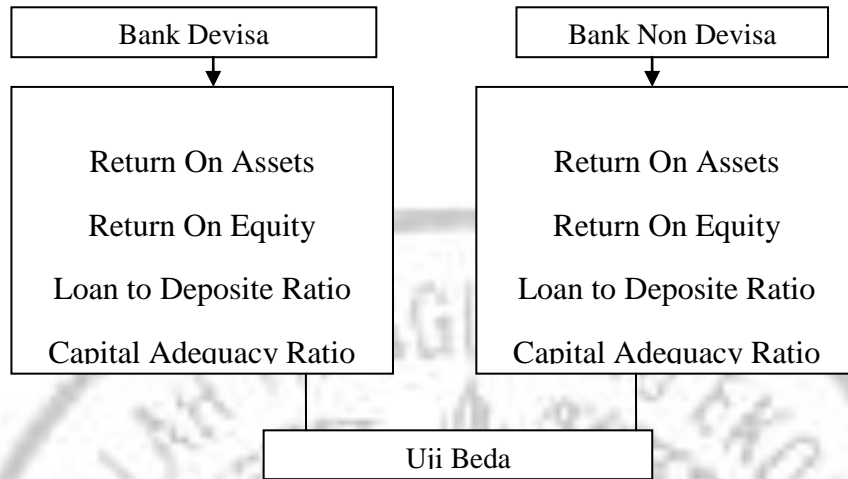 Bank Devisa
Bank Non Devisa
Return On Assets
Return On Equity
Loan to Deposite Ratio
Capital Adequacy Ratio
Return On Assets
Return On Equity
Loan to Deposite Ratio
Capital Adequacy Ratio
Uji Beda